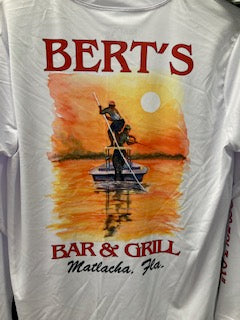 BERT'S
BAR & GRILL
Matlacha, Fla.